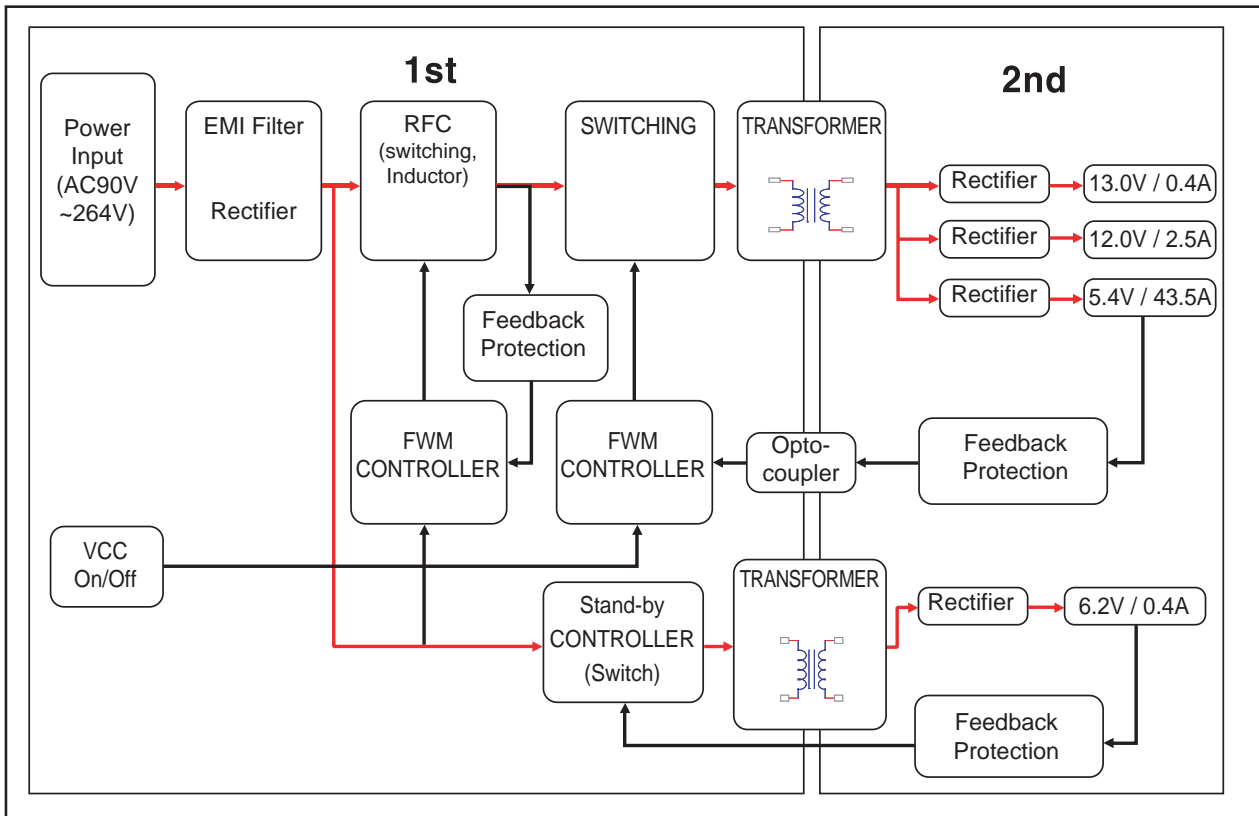 1st
2nd
Power
Input
(AC90V
~264V)
EMI Filter
Rectifier
RFC
(switching,
Inductor)
SWITCHING
TRANSFORMER
Rectifier
13.0V / 0.4A
Rectifier
12.0V / 2.5A
Rectifier
5.4V / 43.5A
Feedback
Protection
FWM
CONTROLLER
FWM
CONTROLLER
Opto-
coupler
Feedback
Protection
VCC
On/Off
Stand-by
CONTROLLER
(Switch)
TRANSFORMER
Rectifier
6.2V / 0.4A
Feedback
Protection